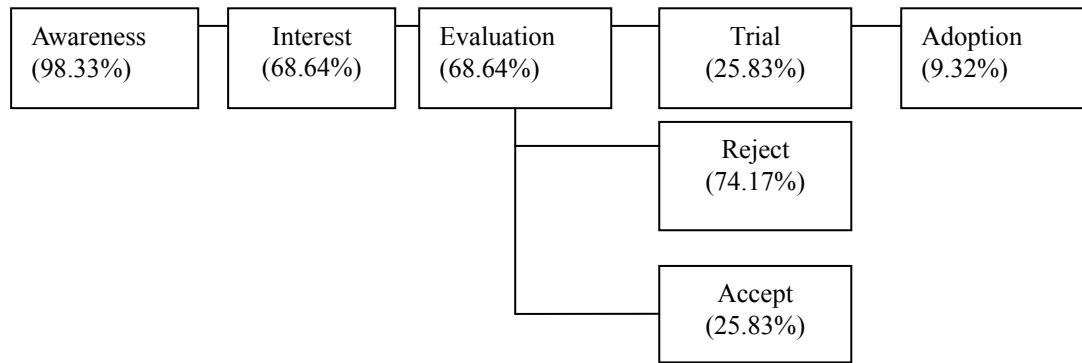 Awareness
(98.33%)
Interest
(68.64%)
Evaluation
(68.64%)
Trial
(25.83%)
Adoption
(9.32%)
Reject
(74.17%)
Accept
(25.83%)